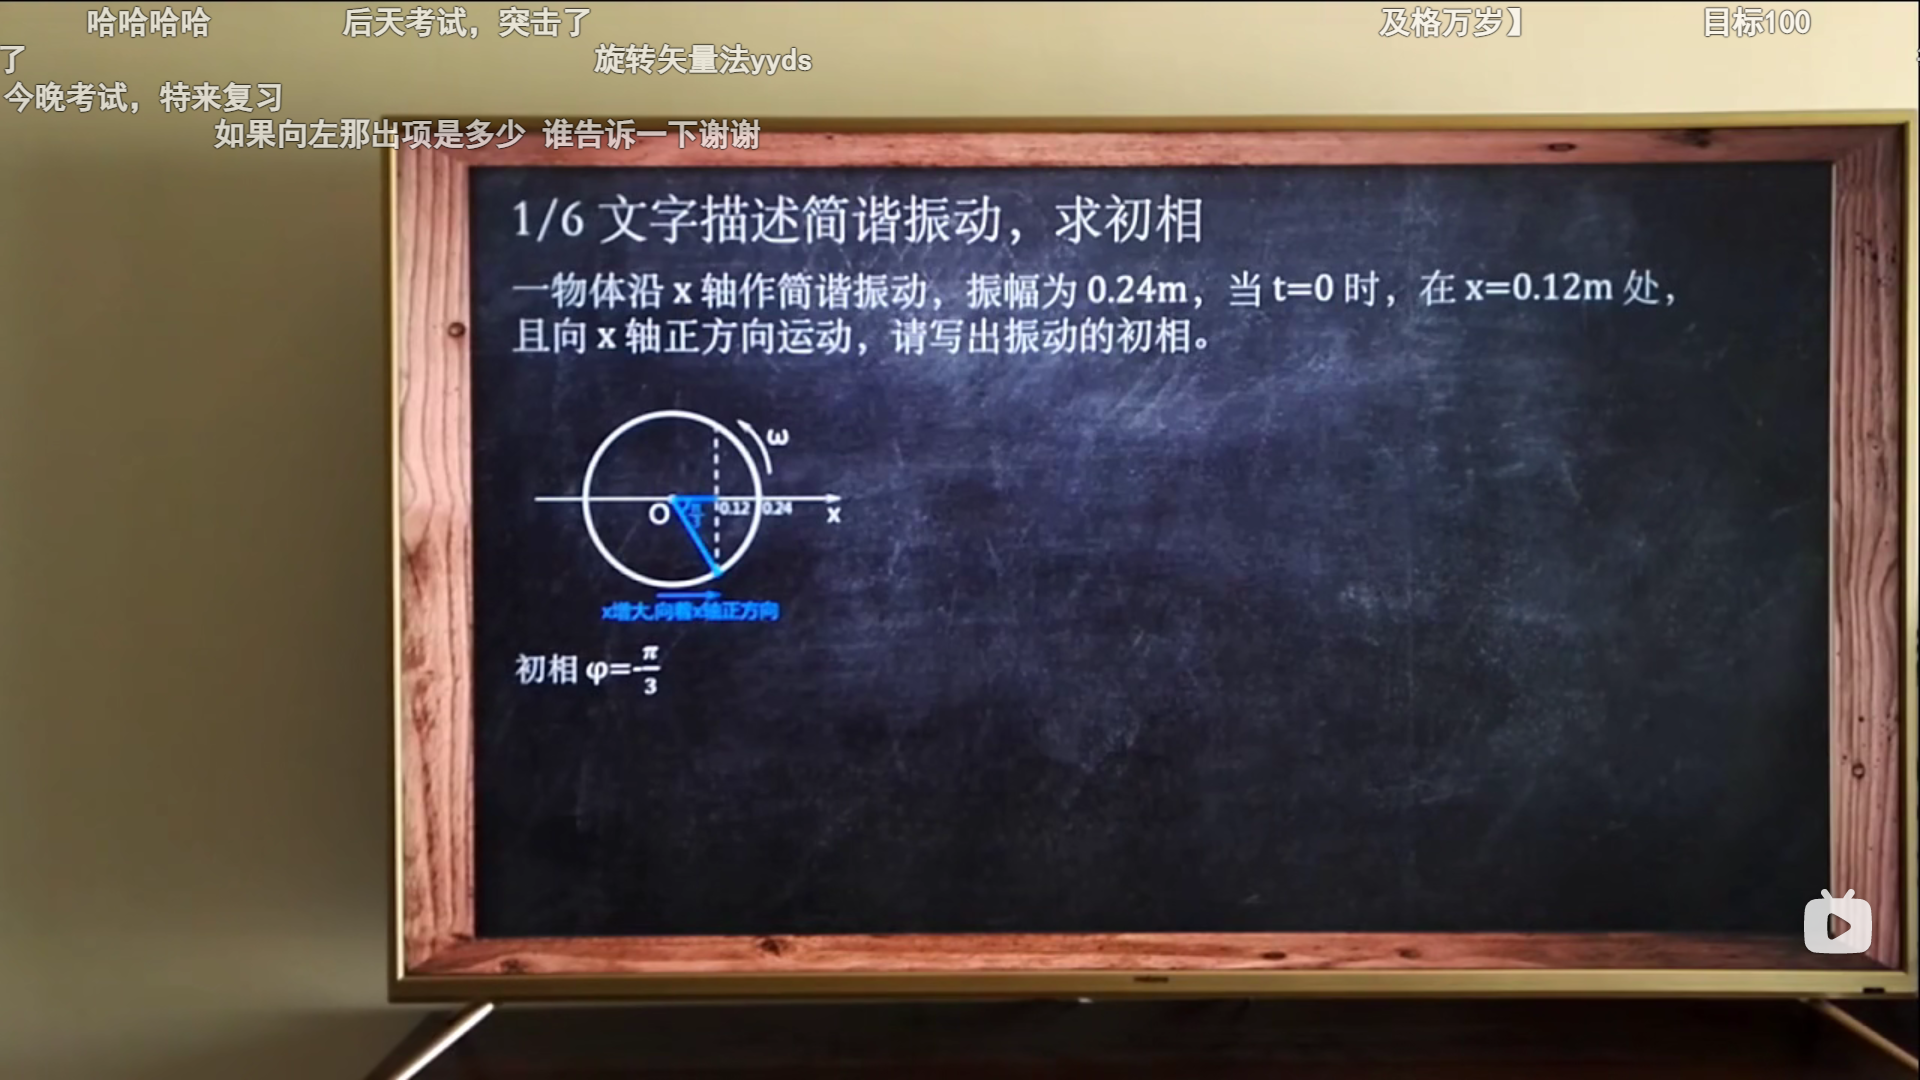 哈哈哈哈
后天考试，突击了
及格万岁】
目标100
了
旋转矢量法yyds
今晚考试，特来复习
如果向左那出项是多少 谁告诉一下谢谢
1/6 文字描述简谐振动，求初相
一物体沿 x 轴作简谐振动，振幅为 0.24m，当 t=0 时，在 x=0.12m 处，
且向 x 轴正方向运动，请写出振动的初相。
ω
O
π/3
0.12
0.24
x
x增大,向着x轴正方向
初相 φ=-π/3